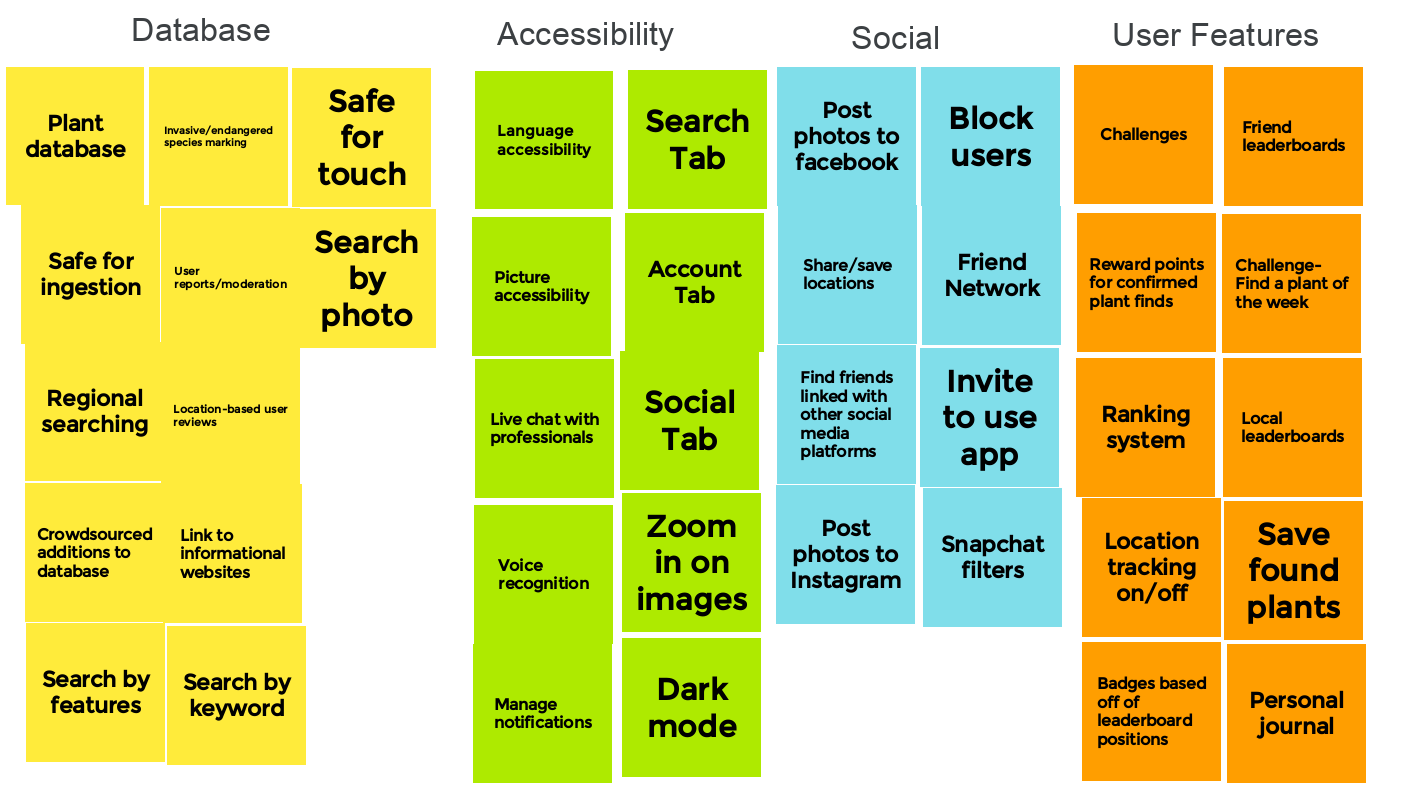 Database
Plant
database
Invasive/endangered
species marking
Safe
for
touch
Safe for
ingestion
User
reports/moderation
Search
by
photo
Regional
searching
Location-based user
reviews
Crowdsourced
additions to
database
Link to
informational
websites
Search by
features
Search by
keyword
Accessibility
Language
accessibility
Search
Tab
Picture
accessibility
Account
Tab
Live chat with
professionals
Social
Tab
Voice
recognition
Zoom
in on
images
Manage
notifications
Dark
mode
Social
Post
photos to
facebook
Block
users
Share/save
locations
Friend
Network
Find friends
linked with
other social
media
platforms
Invite
to use
app
Post
photos to
Instagram
Snapchat
filters
User Features
Challenges
Friend
leaderboards
Reward points
for confirmed
plant finds
Challenge-
Find a plant of
the week
Ranking
system
Local
leaderboards
Location
tracking
on/off
Save
found
plants
Badges based
off of
leaderboard
positions
Personal
journal